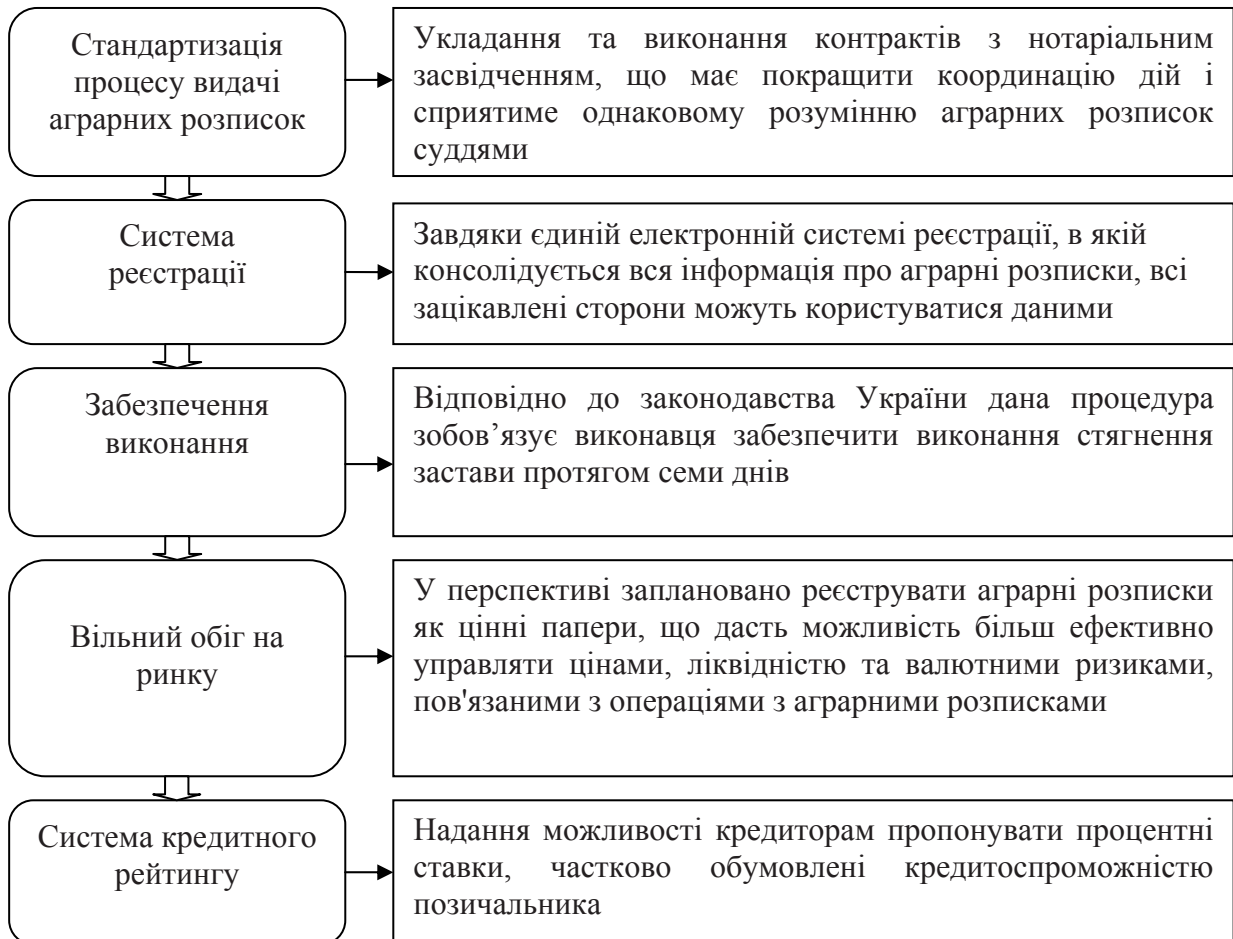 Стандартизація
процесу видачі
аграрних розписок
Укладання та виконання контрактів з нотаріальним
засвідченням, що має покращити координацію дій і
сприятиме однаковому розумінню аграрних розписок
суддями
Система
реєстрації
Завдяки єдиній електронній системі реєстрації, в якій
консолідується вся інформація про аграрні розписки, всі
зацікавлені сторони можуть користуватися даними
Забезпечення
виконання
Відповідно до законодавства України дана процедура
зобов’язує виконавця забезпечити виконання стягнення
застави протягом семи днів
Вільний обіг на
ринку
У перспективі заплановано реєструвати аграрні розписки
як цінні папери, що дасть можливість більш ефективно
управляти цінами, ліквідністю та валютними ризиками,
пов'язаними з операціями з аграрними розписками
Система кредитного
рейтингу
Надання можливості кредиторам пропонувати процентні
ставки, частково обумовлені кредитоспроможністю
позичальника